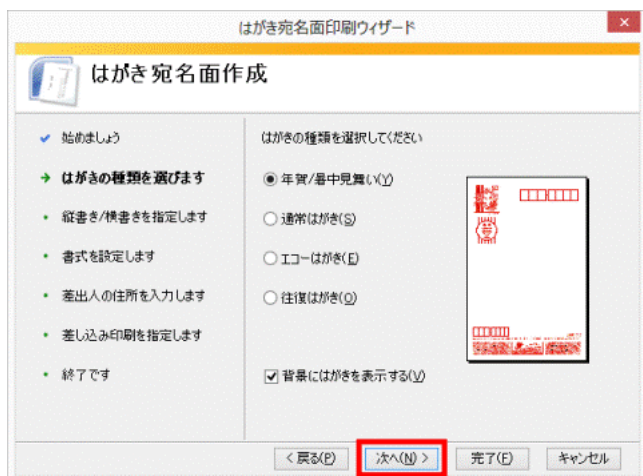 はがき宛名面印刷ウィザード
はがき宛名面作成
始めましょう
はがきの種類を選びます
縦書き/横書きを指定します
書式を設定します
差出人の住所を入力します
差し込み印刷を指定します
終了です
はがきの種類を選択してください
年賀/暑中見舞い(Y)
通常はがき(S)
エコーはがき(E)
往復はがき(O)
背景にはがきを表示する(V)
< 戻る(P)
次へ(N) >
完了(F)
キャンセル